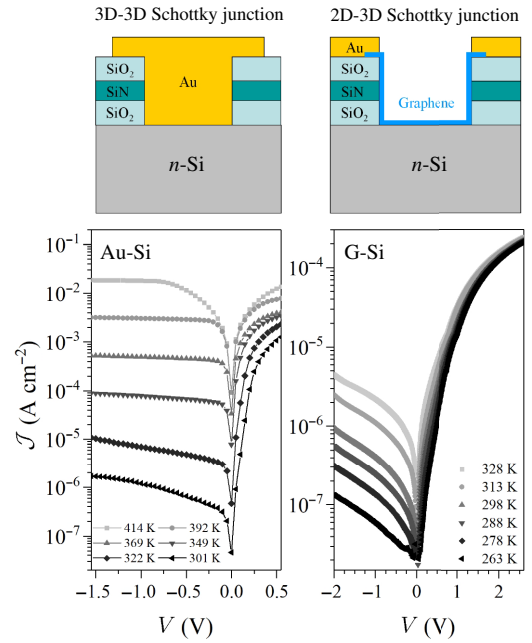 3D-3D Schottky junction
2D-3D Schottky junction
SiO₂
SiN
SiO₂
Au
n-Si
Au
SiO₂
SiN
SiO₂
Graphene
n-Si
Au-Si
10⁻¹
10⁻²
10⁻³
10⁻⁴
10⁻⁵
10⁻⁶
10⁻⁷
J (A cm⁻²)
414 K 392 K
369 K 349 K
322 K 301 K
-1.5 -1.0 -0.5 0.0 0.5
V (V)
G-Si
10⁻⁴
10⁻⁵
10⁻⁶
10⁻⁷
328 K
313 K
298 K
288 K
278 K
263 K
-2 -1 0 1 2
V (V)